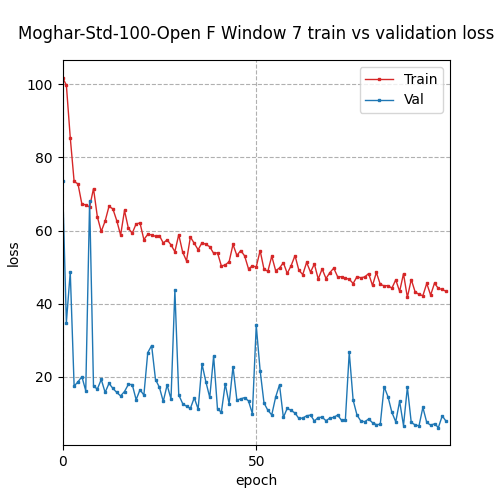 Moghar-Std-100-Open F Window 7 train vs validation loss
Train
Val
100
80
60
40
20
loss
0
50
epoch